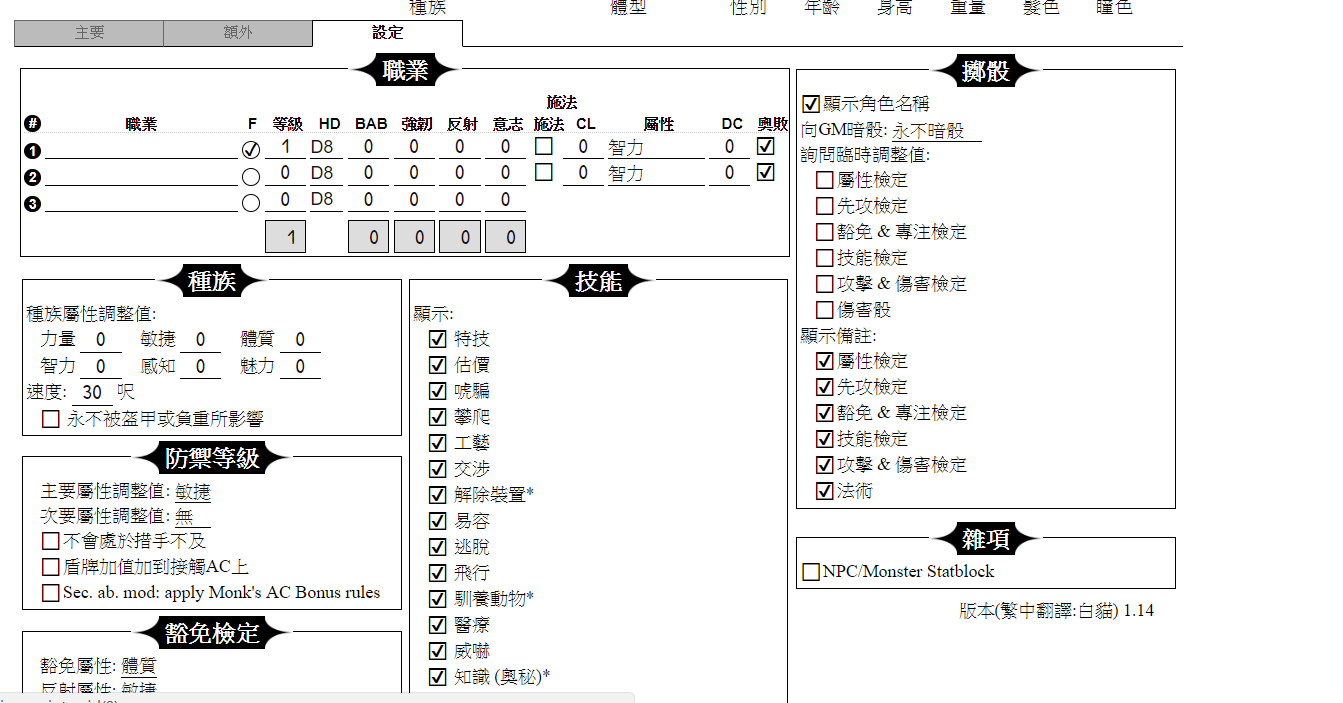 種族 體型 性別 年齡 身高 重量 髮色 瞳色
主要 額外 設定
職業
施法
# 職業 F 等級 HD BAB 強韌 反射 意志 施法 CL 屬性 DC 奧敗
1 1 D8 0 0 0 0 0 智力 0
2 0 D8 0 0 0 0 0 智力 0
3 0 D8 0 0 0 0
1 0 0 0 0
種族
種族屬性調整值:
力量 0 敏捷 0 體質 0
智力 0 感知 0 魅力 0
速度: 30 呎
永不被盔甲或負重所影響
防禦等級
主要屬性調整值: 敏捷
次要屬性調整值: 無
不會處於措手不及
盾牌加值加到接觸AC上
Sec. ab. mod: apply Monk's AC Bonus rules
豁免檢定
豁免屬性: 體質
反射屬性: 敏捷
技能
顯示:
特技
估價
唬騙
攀爬
工藝
交涉
解除裝置*
易容
逃脫
飛行
馴養動物*
醫療
威嚇
知識 (奧秘)*
擲骰
顯示角色名稱
向GM暗骰: 永不暗骰
詢問臨時調整值:
屬性檢定
先攻檢定
豁免 & 專注檢定
技能檢定
攻擊 & 傷害檢定
傷害骰
顯示備註:
屬性檢定
先攻檢定
豁免 & 專注檢定
技能檢定
攻擊 & 傷害檢定
法術
雜項
NPC/Monster Statblock
版本(繁中翻譯:白貓) 1.14